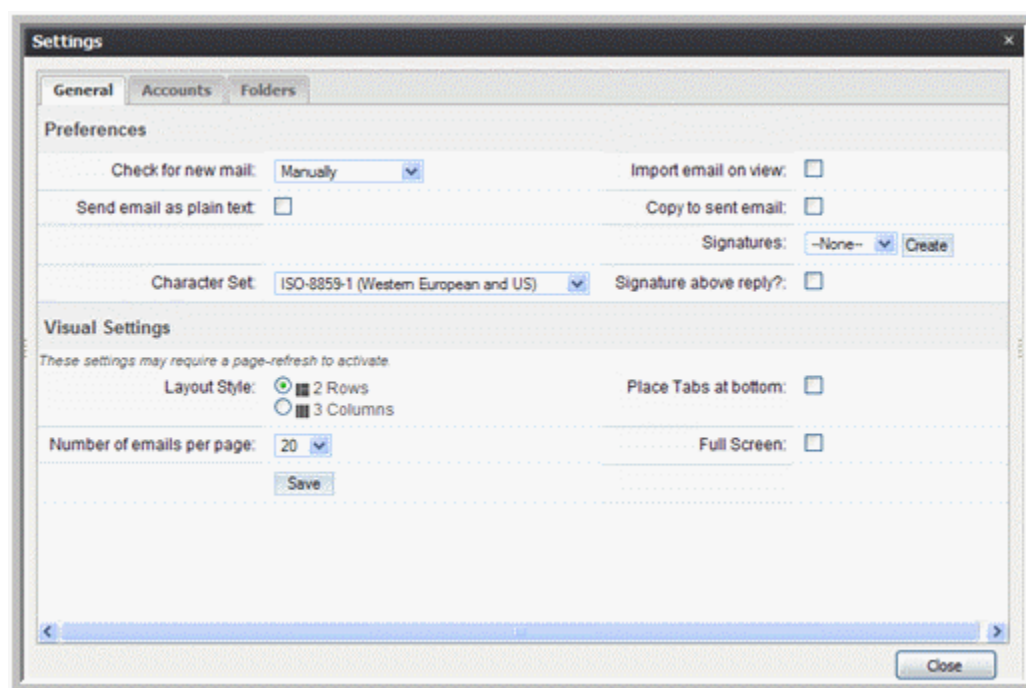 Settings
General Accounts Folders
Preferences
Check for new mail: Manually Import email on view:
Send email as plain text: Copy to sent email:
Signatures: --None-- Create
Character Set: ISO-8859-1 (Western European and US) Signature above reply?:
Visual Settings
These settings may require a page-refresh to activate.
Layout Style: 2 Rows Place Tabs at bottom:
3 Columns
Number of emails per page: 20 Full Screen:
Save
Close